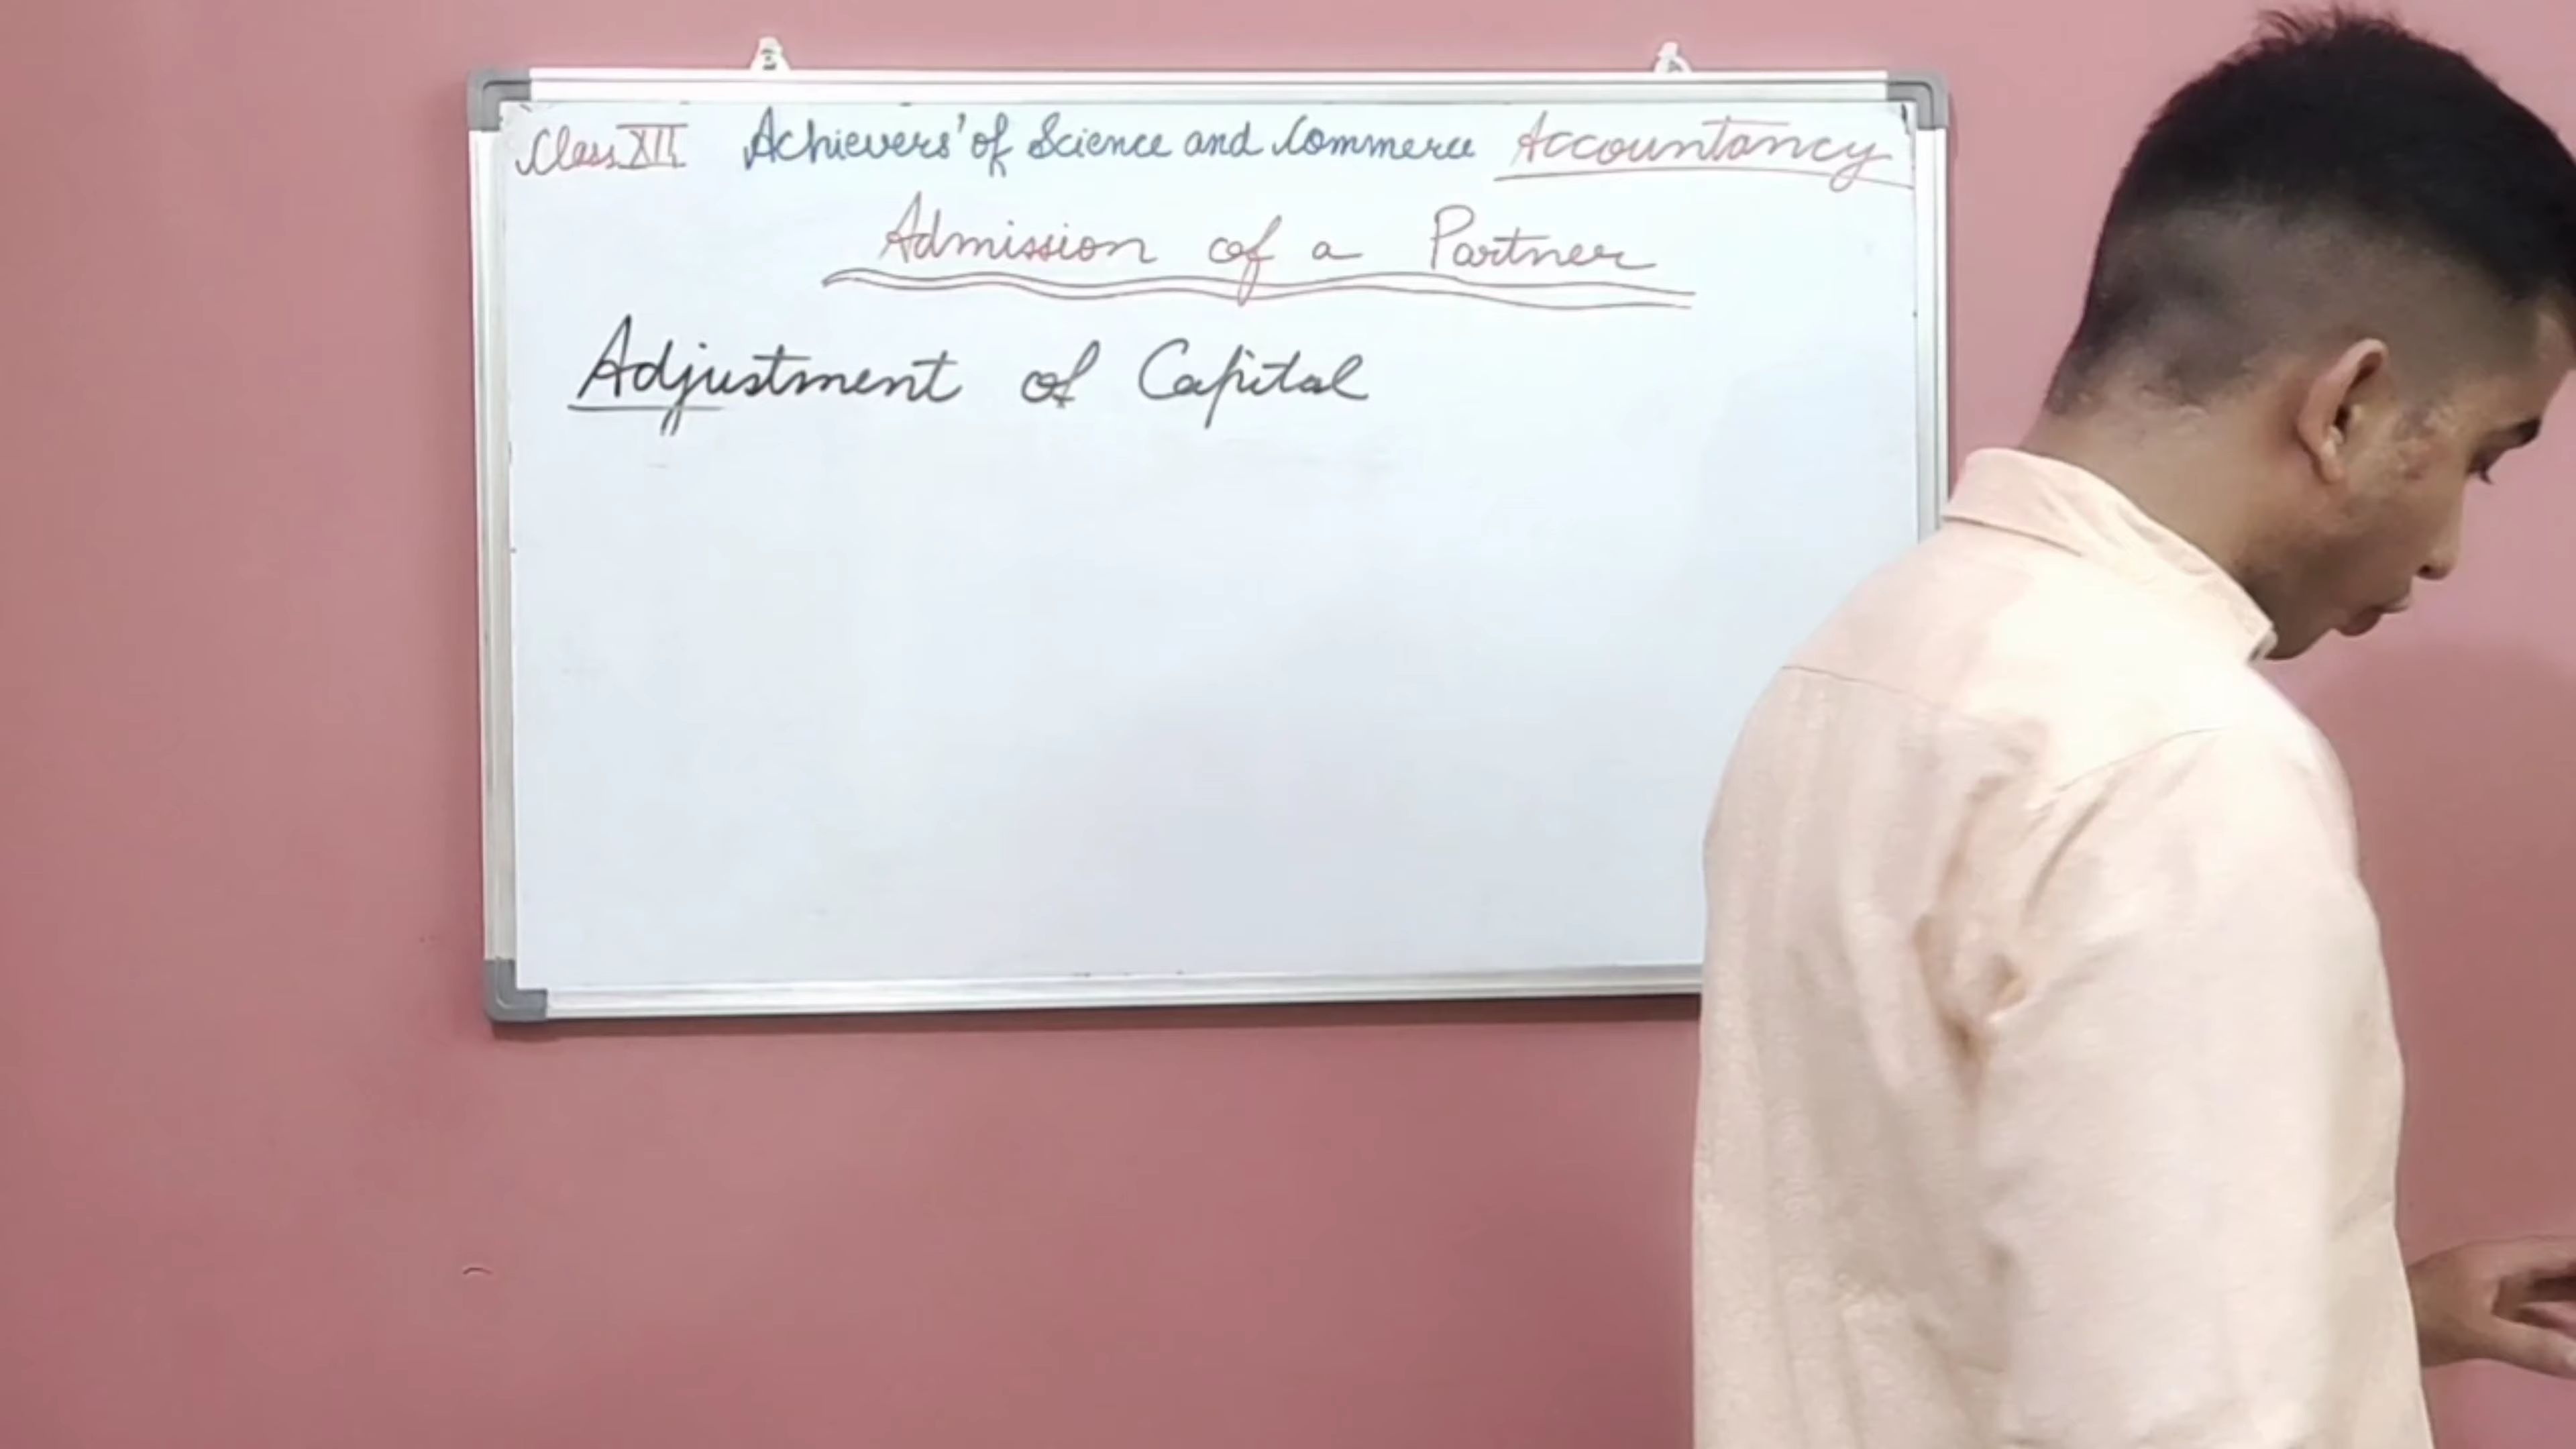 Class XII Achievers' of Science and Commerce Accountancy
Admission of a Partner
Adjustment of Capital